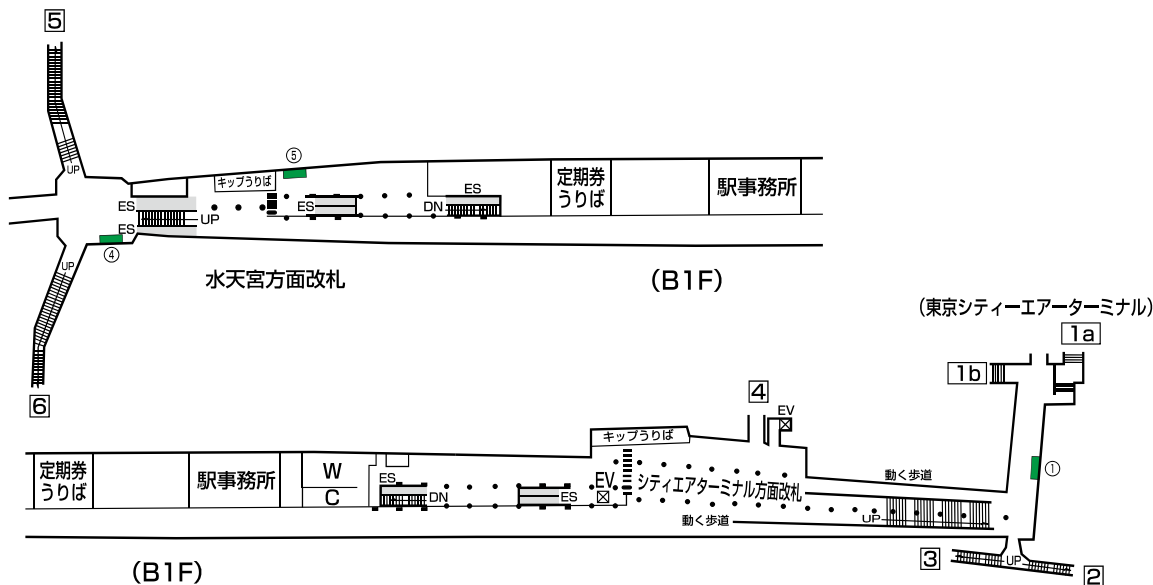 5
⑤
UP
キップうりば
ES
定期券
うりば
駅事務所
ES
ES
DN
UP
ES
④
UP
水天宮方面改札
(B1F)
6
(東京シティーエアーターミナル)
1a
1b
4
EV
キップうりば
定期券
うりば
駅事務所
W
C
ES
DN
ES
EV
シティエアターミナル方面改札
動く歩道
①
動く歩道
UP
3
UP
2
(B1F)